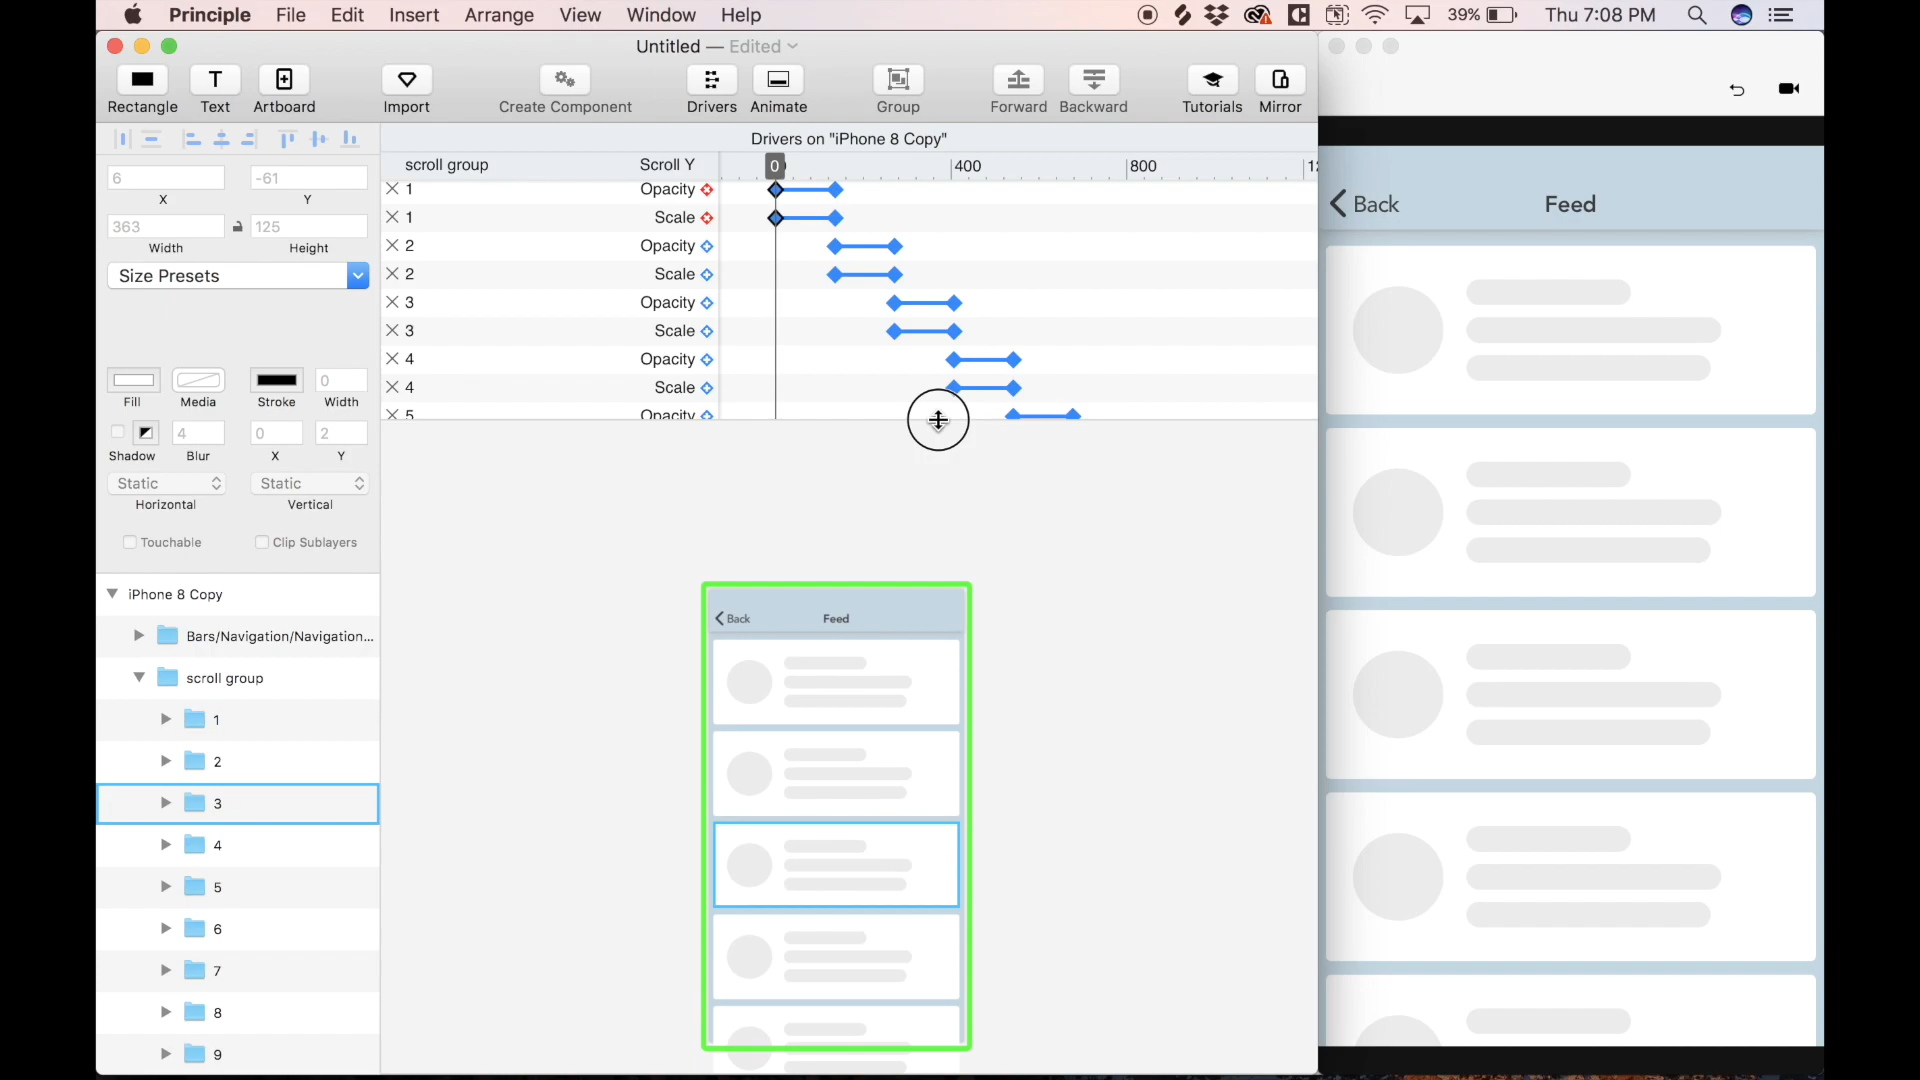 Principle File Edit Insert Arrange View Window Help 39% Thu 7:08 PM
Untitled — Edited
Rectangle Text Artboard Import Create Component Drivers Animate Group Forward Backward Tutorials Mirror
Drivers on "iPhone 8 Copy"
scroll group Scroll Y 0 400 800 12
1 Opacity
1 Scale
2 Opacity
2 Scale
3 Opacity
3 Scale
4 Opacity
4 Scale
5 Opacity
6 -61
X Y
363 125
Width Height
Size Presets
0
Fill Media Stroke Width
4 0 2
Shadow Blur X Y
Static Static
Horizontal Vertical
Touchable Clip Sublayers
iPhone 8 Copy
Bars/Navigation/Navigation...
scroll group
1
2
3
4
5
6
7
8
9
Back Feed
Back Feed